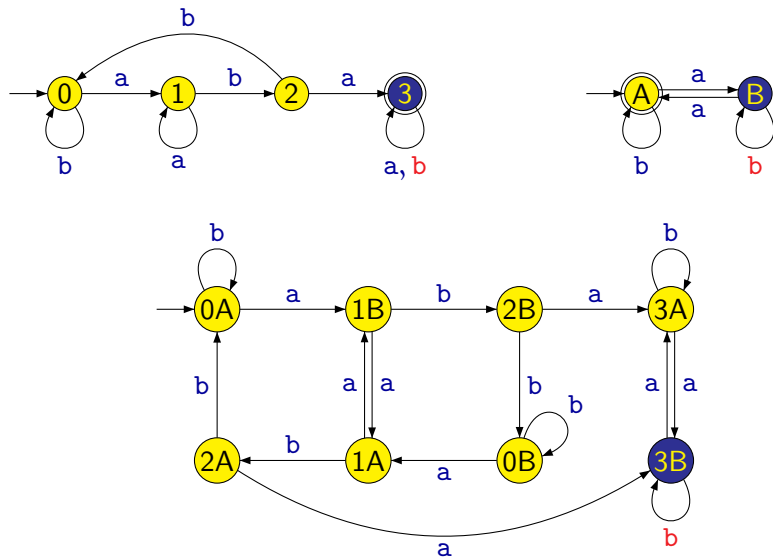 b
0 a 1 b 2 a 3
b a a, b
A a B
a
b b
b b
0A a 1B b 2B a 3A
b a a b b a a
2A b 1A a 0B 3B
a b